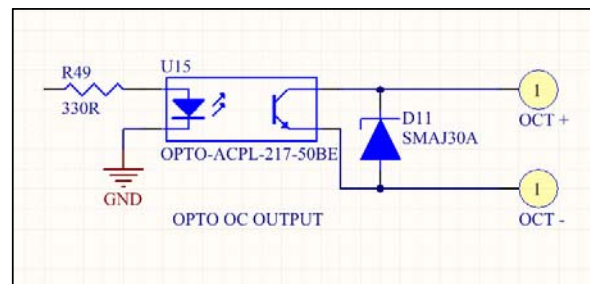 U15
R49
330R
1
D11
OCT +
SMAJ30A
OPTO-ACPL-217-50BE
1
GND
OPTO OC OUTPUT
OCT -